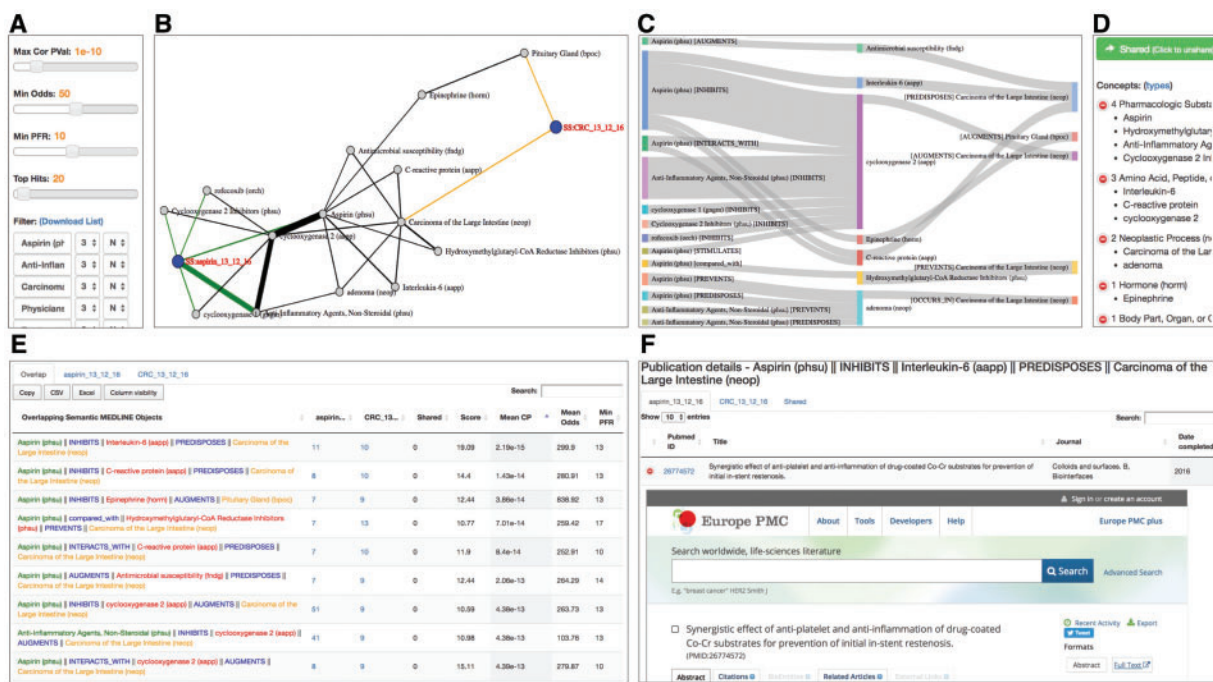 A
Max Cor PVal: 1e-10
Min Odds: 50
Min PFR: 10
Top Hits: 20
Filter: (Download List)
Aspirin (ph 3 N
Anti-Inflan 3 N
Carcinoma 3 N
Physicians 3 N
B
Pituitary Gland (bpoc)
Epinephrine (horm)
SS:CRC_13_12_16
Antimicrobial susceptibility (fndg)
C-reactive protein (aapp)
rofecoxib (orch)
Cyclooxygenase 2 Inhibitors (phsu)
Aspirin (phsu)
Carcinoma of the Large Intestine (neop)
cyclooxygenase 2 (aapp)
Hydroxymethylglutaryl-CoA Reductase Inhibitors (phsu)
SS:aspirin_13_12_16
Interleukin-6 (aapp)
adenoma (neop)
cyclooxygenase
Anti-Inflammatory Agents, Non-Steroidal (phsu)
C
Aspirin (phsu) [AUGMENTS]
Antimicrobial susceptibility (fndg)
Aspirin (phsu) [INHIBITS]
Interleukin-6 (aapp)
[PREDISPOSES] Carcinoma of the Large Intestine (neop)
Aspirin (phsu) [INTERACTS_WITH]
[AUGMENTS] Pituitary Gland (bpoc)
[AUGMENTS] Carcinoma of the Large Intestine (neop)
cyclooxygenase 2 (aapp)
Anti-Inflammatory Agents, Non-Steroidal (phsu) [INHIBITS]
cyclooxygenase 1 (gngm) [INHIBITS]
Cyclooxygenase 2 Inhibitors (phsu) [INHIBITS]
rofecoxib (orch) [INHIBITS]
Epinephrine (horm)
Aspirin (phsu) [STIMULATES]
Aspirin (phsu) [compared_with]
C-reactive protein (aapp)
[PREVENTS] Carcinoma of the Large Intestine (neop)
Aspirin (phsu) [PREVENTS]
Hydroxymethylglutaryl-CoA Reductase Inhibitors (phsu)
Aspirin (phsu) [PREDISPOSES]
[OCCURS_IN] Carcinoma of the Large Intestine (neop)
Anti-Inflammatory Agents, Non-Steroidal (phsu) [PREVENTS]
adenoma (neop)
Anti-Inflammatory Agents, Non-Steroidal (phsu) [PREDISPOSES]
D
Shared (Click to unshare
Concepts: (types)
4 Pharmacologic Substa
Aspirin
Hydroxymethylglutary
Anti-Inflammatory Ag
Cyclooxygenase 2 In
3 Amino Acid, Peptide,
Interleukin-6
C-reactive protein
cyclooxygenase 2
2 Neoplastic Process (n
Carcinoma of the Lar
adenoma
1 Hormone (horm)
Epinephrine
1 Body Part, Organ, or C
E
Overlap aspirin_13_12_16 CRC_13_12_16
Copy CSV Excel Column visibility Search:
Overlapping Semantic MEDLINE Objects aspirin... CRC_13... Shared Score Mean CP Mean Odds Min PFR
Aspirin (phsu) || INHIBITS || Interleukin-6 (aapp) || PREDISPOSES || Carcinoma of the
Large Intestine (neop) 11 10 0 19.09 2.19e-15 299.9 13
Aspirin (phsu) || INHIBITS || C-reactive protein (aapp) || PREDISPOSES || Carcinoma of
the Large Intestine (neop) 8 10 0 14.4 1.43e-14 260.91 13
Aspirin (phsu) || INHIBITS || Epinephrine (horm) || AUGMENTS || Pituitary Gland (bpoc) 7 9 0 12.44 3.86e-14 638.92 13
Aspirin (phsu) || compared_with || Hydroxymethylglutaryl-CoA Reductase Inhibitors
(phsu) || PREVENTS || Carcinoma of the Large Intestine (neop) 7 13 0 10.77 7.01e-14 259.42 17
Aspirin (phsu) || INTERACTS_WITH || C-reactive protein (aapp) || PREDISPOSES ||
Carcinoma of the Large Intestine (neop) 7 10 0 11.9 8.4e-14 252.91 10
Aspirin (phsu) || AUGMENTS || Antimicrobial susceptibility (fndg) || PREDISPOSES ||
Carcinoma of the Large Intestine (neop) 7 9 0 12.44 2.06e-13 264.29 14
Aspirin (phsu) || INHIBITS || cyclooxygenase 2 (aapp) || AUGMENTS || Carcinoma of the
Large Intestine (neop) 81 9 0 10.59 4.38e-13 263.73 13
Anti-Inflammatory Agents, Non-Steroidal (phsu) || INHIBITS || cyclooxygenase 2 (aapp) ||
AUGMENTS || Carcinoma of the Large Intestine (neop) 41 9 0 10.98 4.38e-13 103.78 13
Aspirin (phsu) || INTERACTS_WITH || cyclooxygenase 2 (aapp) || AUGMENTS ||
Carcinoma of the Large Intestine (neop) 8 9 0 15.11 4.39e-13 279.87 10
F
Publication details - Aspirin (phsu) || INHIBITS || Interleukin-6 (aapp) || PREDISPOSES || Carcinoma of the
Large Intestine (neop)
aspirin_13_12_16 CRC_13_12_16 Shared
Show 10 entries Search:
Pubmed ID Title Journal Date completed
26774572 Synergistic effect of anti-platelet and anti-inflammation of drug-coated Co-Cr substrates for prevention of
initial in-stent restenosis. Colloids and surfaces. B, Biointerfaces 2016
Sign in or create an account
Europe PMC About Tools Developers Help Europe PMC plus
Search worldwide, life-sciences literature
Search Advanced Search
E.g. "breast cancer" HER2 Smith J
Recent Activity Export
Tweet
Synergistic effect of anti-platelet and anti-inflammation of drug-coated
Co-Cr substrates for prevention of initial in-stent restenosis.
(PMID:26774572)
Formats
Abstract Full Text
Abstract Citations BioEntities Related Articles External Links